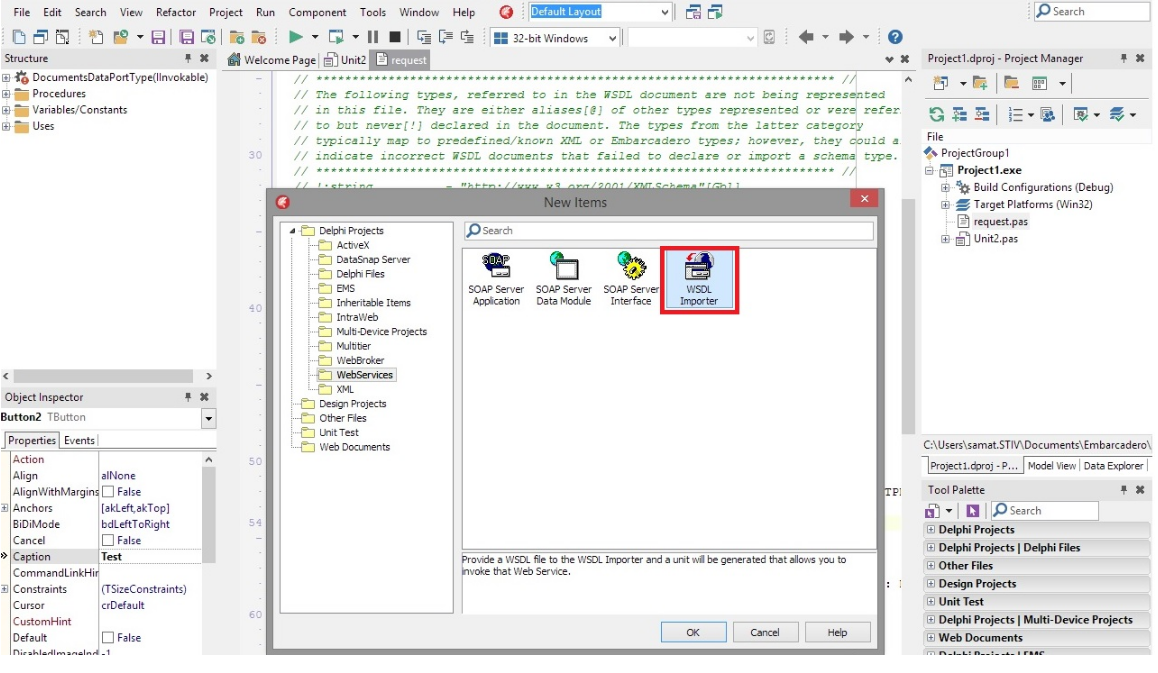 File Edit Search View Refactor Project Run Component Tools Window Help
Default Layout
Search
32-bit Windows
Structure
DocumentsDataPortType(IInvokable)
Procedures
Variables/Constants
Uses
Welcome Page
Unit2
request
// ************************************************************************ //
// The following types, referred to in the WSDL document are not being represented
// in this file. They are either aliases[@] of other types represented or were refer
// to but never[!] declared in the document. The types from the latter category
// typically map to predefined/known XML or Embarcadero types; however, they could a
30
// indicate incorrect WSDL documents that failed to declare or import a schema type.
// ************************************************************************ //
// !:string - "http://www.w3.org/2001/XMLSchema"[Gbl]
40
50
54
60
New Items
Delphi Projects
ActiveX
DataSnap Server
Delphi Files
EMS
Inheritable Items
IntraWeb
Multi-Device Projects
Multitier
WebBroker
WebServices
XML
Design Projects
Other Files
Unit Test
Web Documents
Search
SOAP Server Application
SOAP Server Data Module
SOAP Server Interface
WSDL Importer
Provide a WSDL file to the WSDL Importer and a unit will be generated that allows you to
invoke that Web Service.
OK
Cancel
Help
Object Inspector
Button2 TButton
Properties Events
Action
Align alNone
AlignWithMargins False
Anchors [akLeft,akTop]
BiDiMode bdLeftToRight
Cancel False
Caption Test
CommandLinkHin
Constraints (TSizeConstraints)
Cursor crDefault
CustomHint
Default False
DisabledImageInd -1
Project1.dproj - Project Manager
File
ProjectGroup1
Project1.exe
Build Configurations (Debug)
Target Platforms (Win32)
request.pas
Unit2.pas
C:\Users\samat.STIV\Documents\Embarcadero\
Project1.dproj - P...
Model View
Data Explorer
Tool Palette
Search
Delphi Projects
Delphi Projects | Delphi Files
Other Files
Design Projects
Unit Test
Delphi Projects | Multi-Device Projects
Web Documents
Delphi Projects | EMS